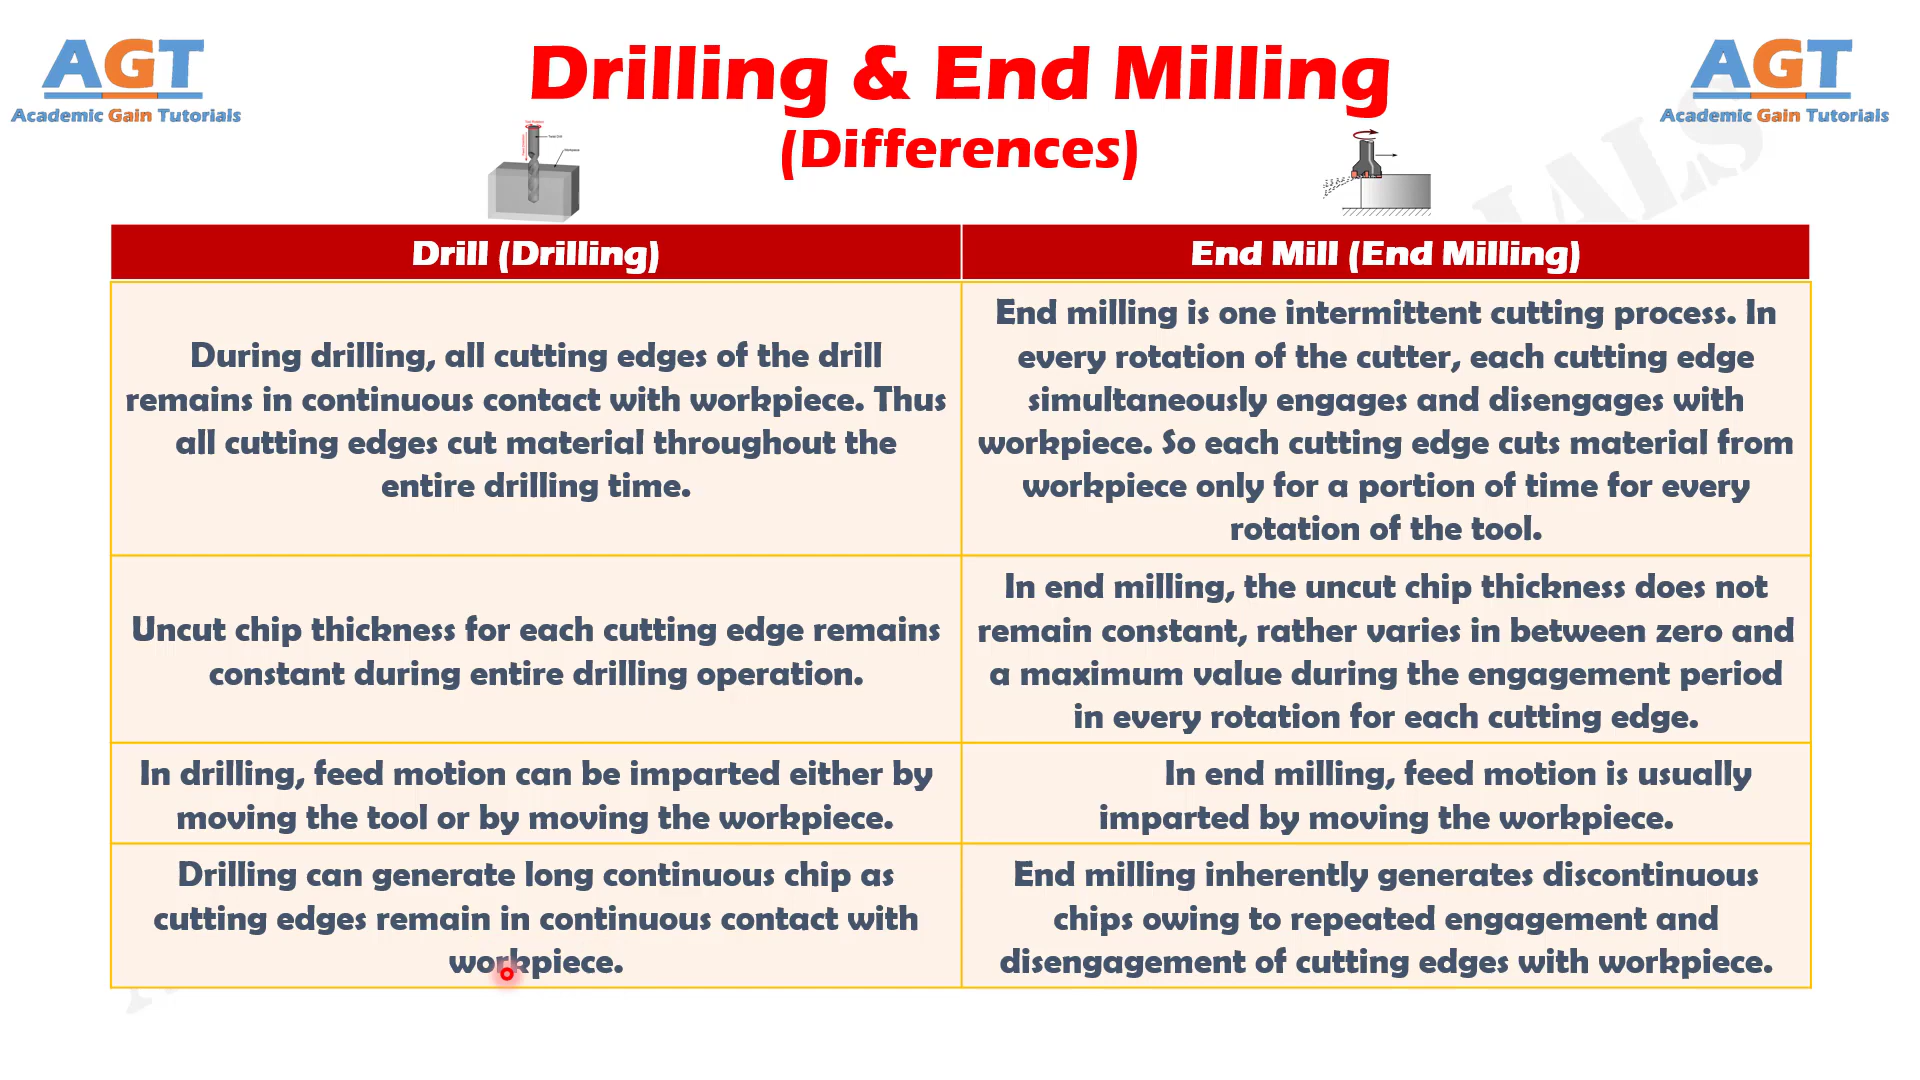 AGT
Academic Gain Tutorials
Drilling & End Milling
(Differences)
AGT
Academic Gain Tutorials
Drill (Drilling)
End Mill (End Milling)
During drilling, all cutting edges of the drill
remains in continuous contact with workpiece. Thus
all cutting edges cut material throughout the
entire drilling time.
End milling is one intermittent cutting process. In
every rotation of the cutter, each cutting edge
simultaneously engages and disengages with
workpiece. So each cutting edge cuts material from
workpiece only for a portion of time for every
rotation of the tool.
Uncut chip thickness for each cutting edge remains
constant during entire drilling operation.
In end milling, the uncut chip thickness does not
remain constant, rather varies in between zero and
a maximum value during the engagement period
in every rotation for each cutting edge.
In drilling, feed motion can be imparted either by
moving the tool or by moving the workpiece.
In end milling, feed motion is usually
imparted by moving the workpiece.
Drilling can generate long continuous chip as
cutting edges remain in continuous contact with
workpiece.
End milling inherently generates discontinuous
chips owing to repeated engagement and
disengagement of cutting edges with workpiece.